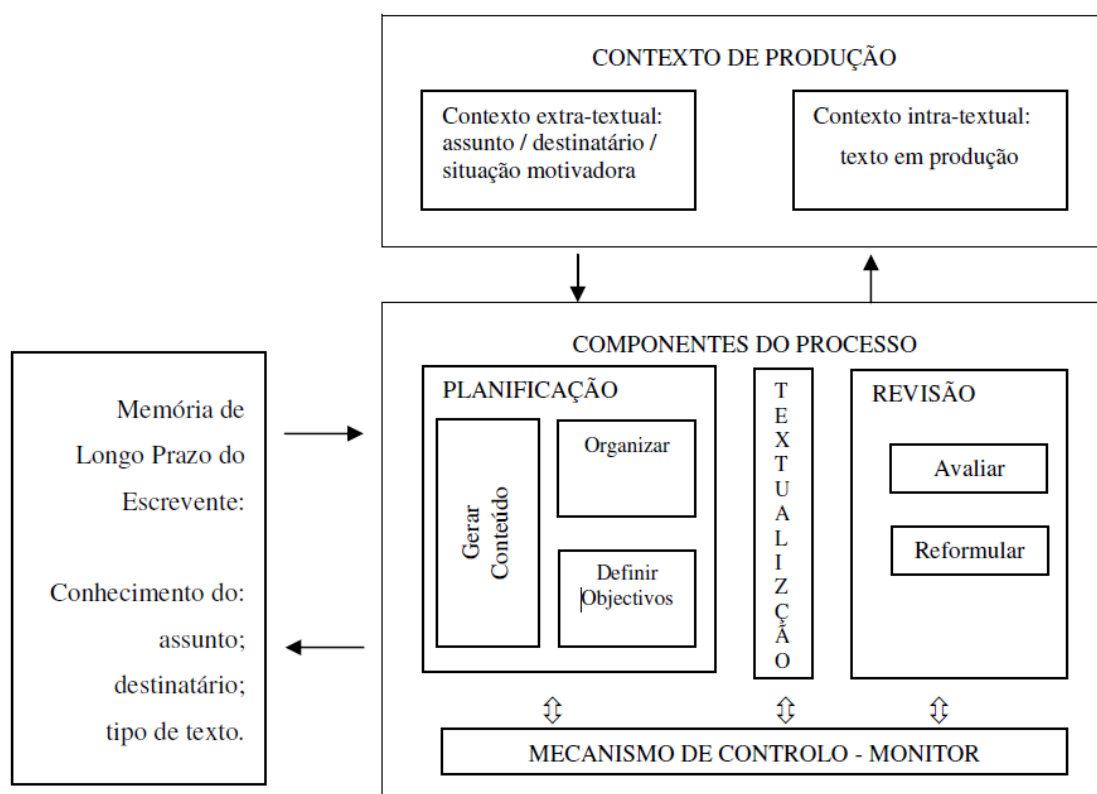 CONTEXTO DE PRODUÇÃO
Contexto extra-textual:
assunto / destinatário /
situação motivadora
Contexto intra-textual:
texto em produção
Memória de
Longo Prazo do
Escrevente:
Conhecimento do:
assunto;
destinatário;
tipo de texto.
COMPONENTES DO PROCESSO
PLANIFICAÇÃO
Gerar
Conteúdo
Organizar
Definir
Objectivos
TEXTUALIZÇÃO
REVISÃO
Avaliar
Reformular
MECANISMO DE CONTROLO - MONITOR